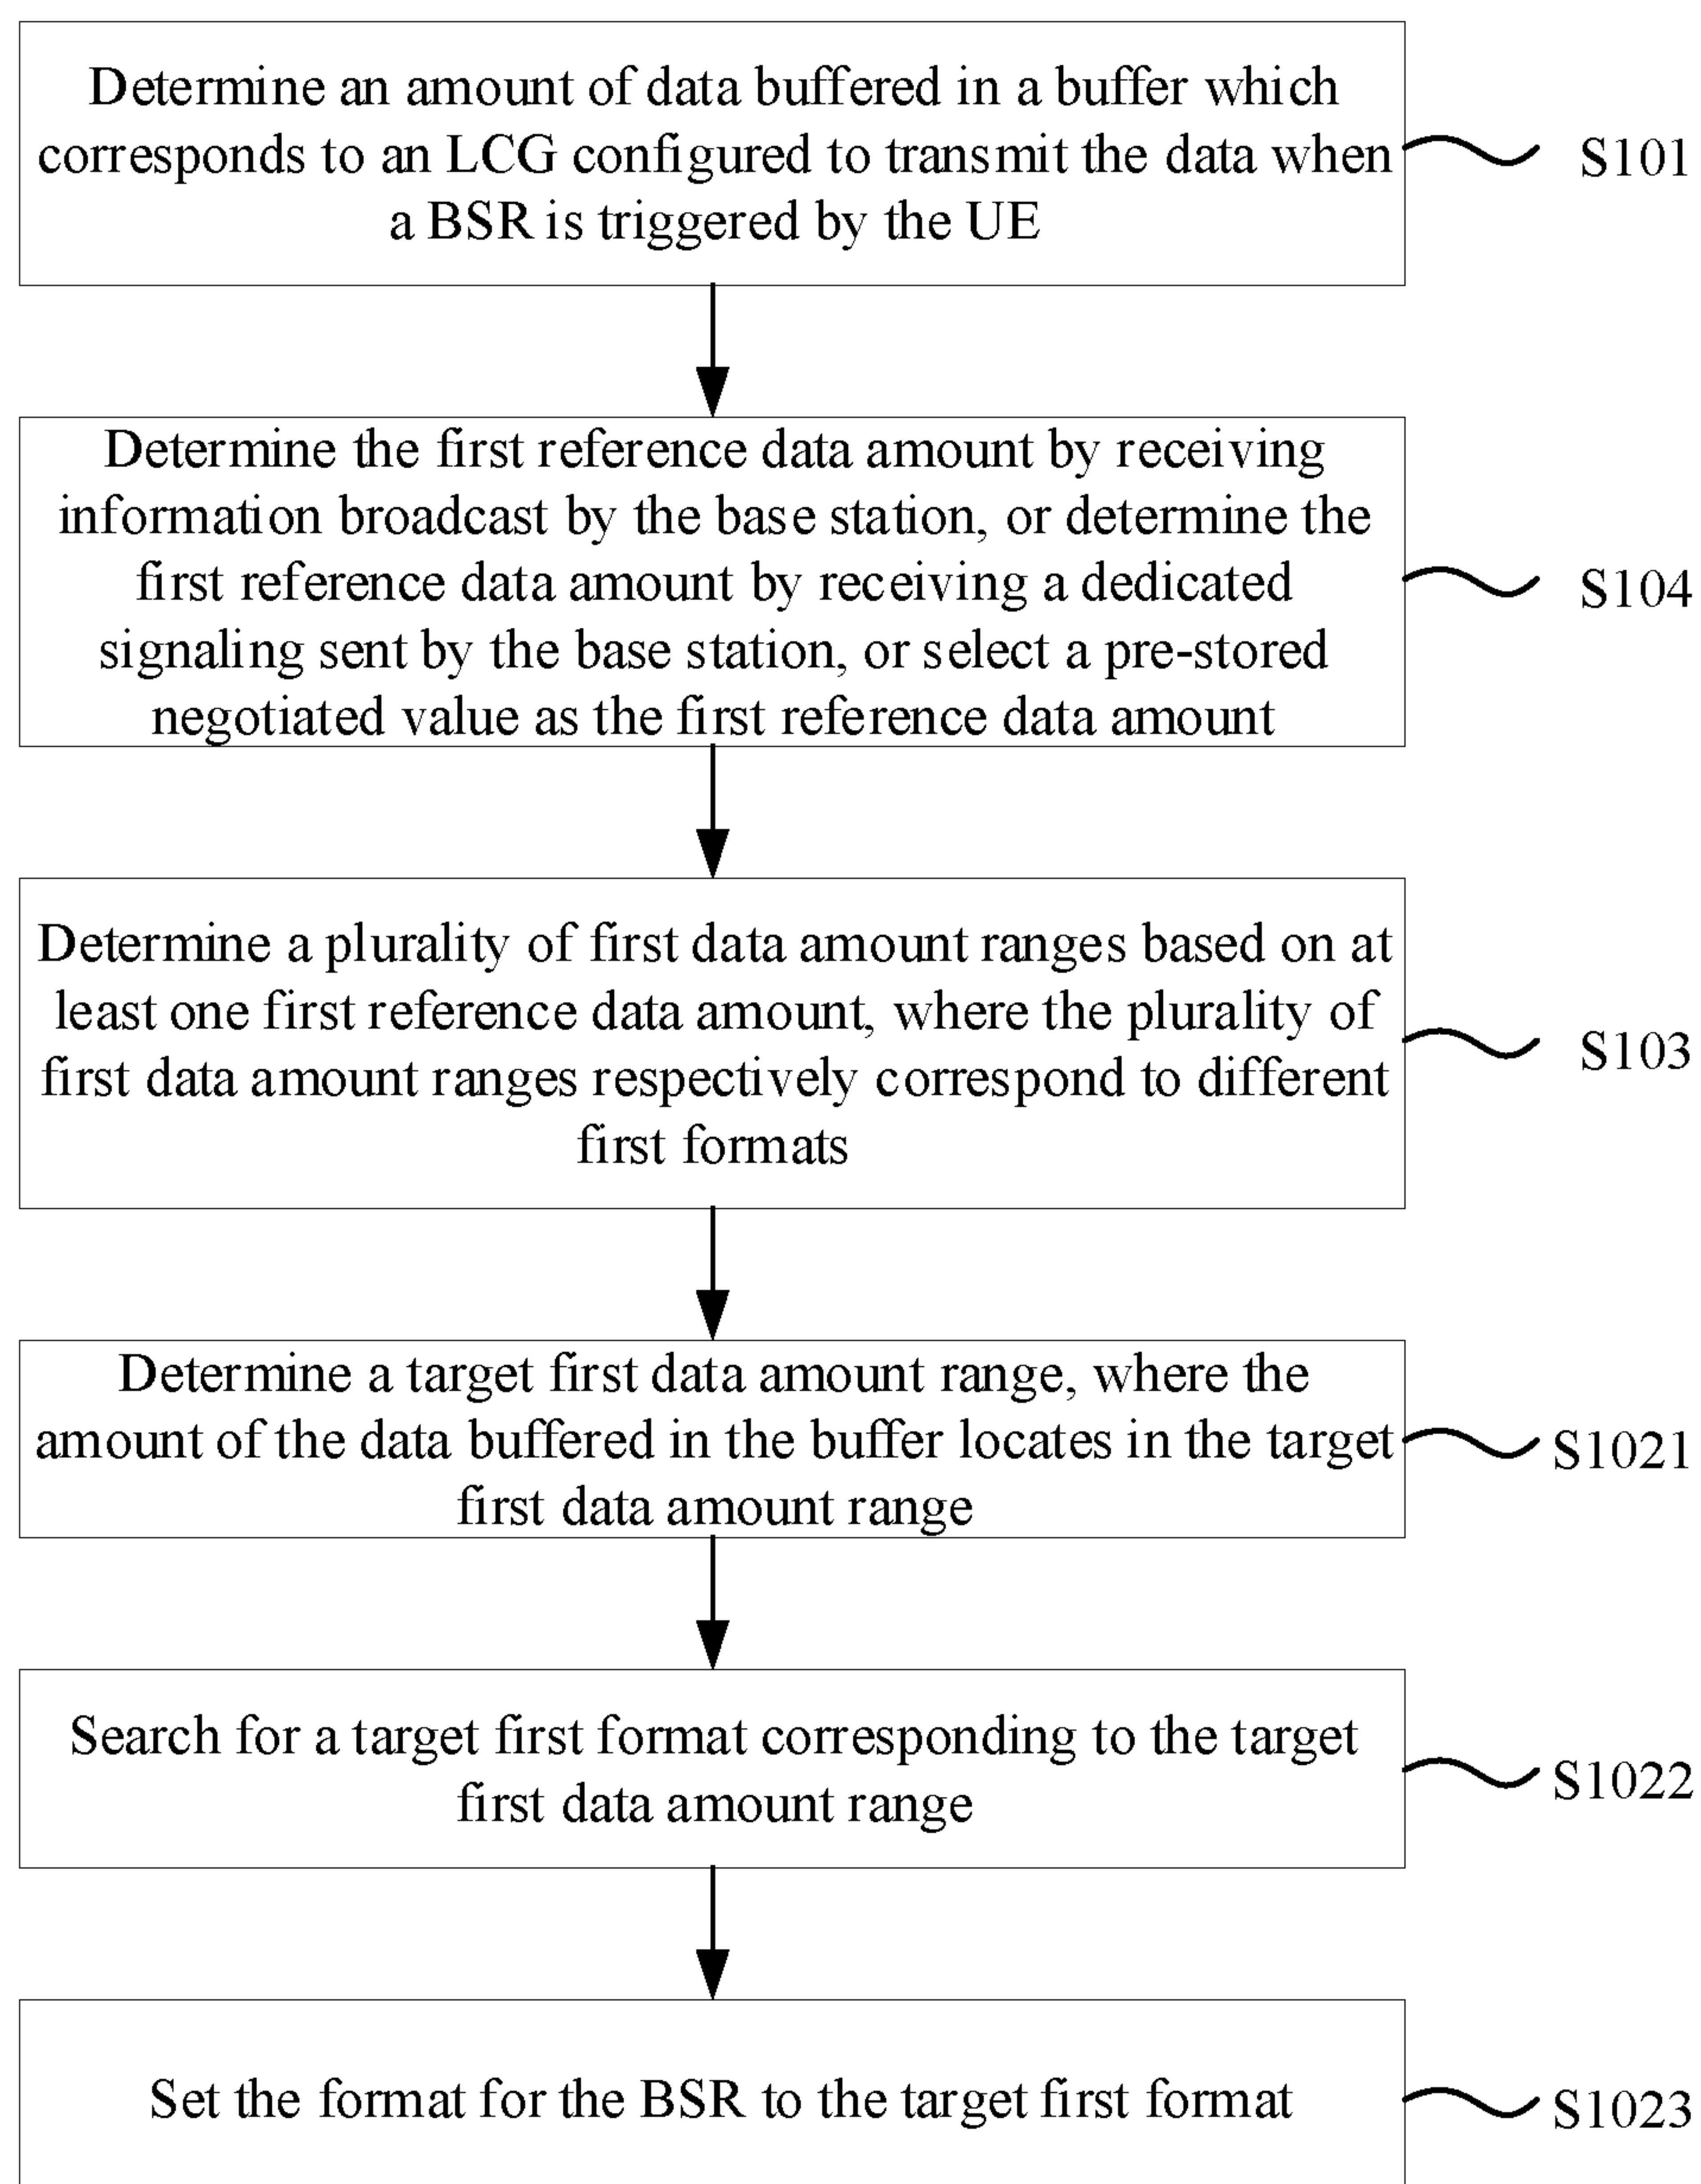 Determine an amount of data buffered in a buffer which
corresponds to an LCG configured to transmit the data when
a BSR is triggered by the UE
S101
Determine the first reference data amount by receiving
information broadcast by the base station, or determine the
first reference data amount by receiving a dedicated
signaling sent by the base station, or select a pre-stored
negotiated value as the first reference data amount
S104
Determine a plurality of first data amount ranges based on at
least one first reference data amount, where the plurality of
first data amount ranges respectively correspond to different
first formats
S103
Determine a target first data amount range, where the
amount of the data buffered in the buffer locates in the target
first data amount range
S1021
Search for a target first format corresponding to the target
first data amount range
S1022
Set the format for the BSR to the target first format
S1023